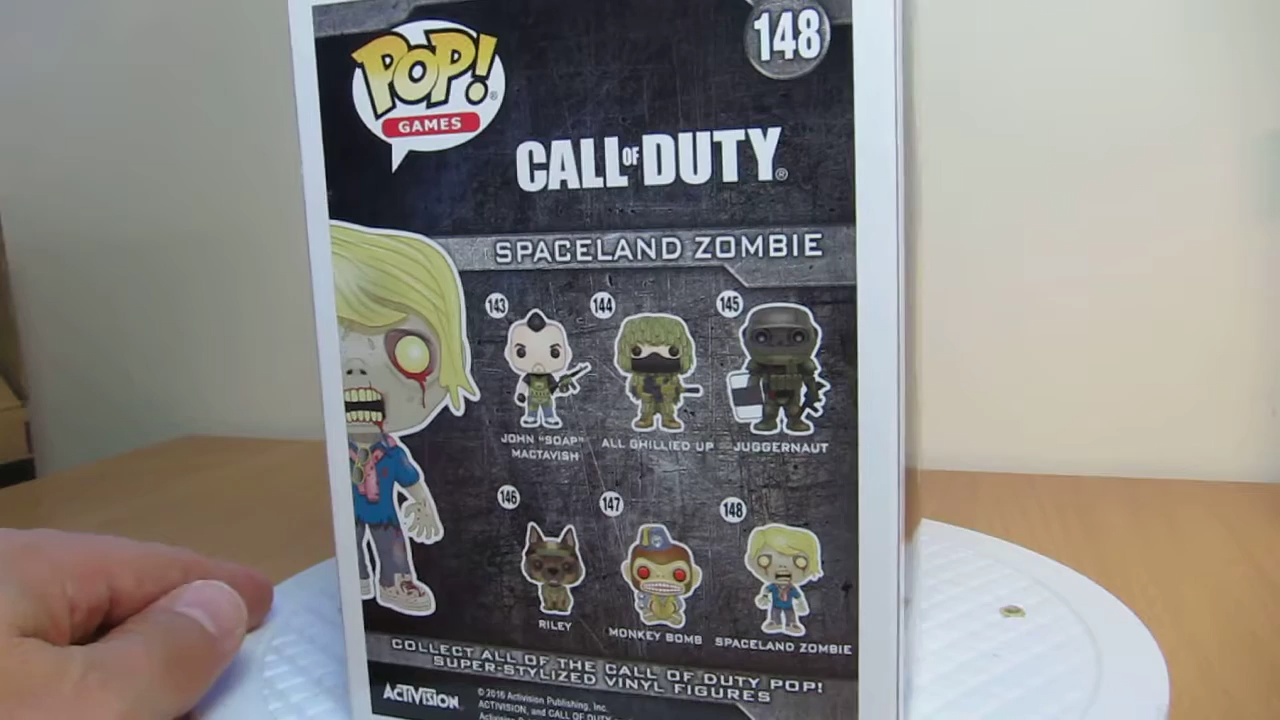 POP!®
GAMES
148
CALL OF DUTY®
SPACELAND ZOMBIE
143
144
145
JOHN "SOAP"
MACTAVISH
ALL GHILLIED UP
JUGGERNAUT
146
147
148
RILEY
MONKEY BOMB
SPACELAND ZOMBIE
COLLECT ALL OF THE CALL OF DUTY POP!
SUPER-STYLIZED VINYL FIGURES
ACTIVISION
© 2016 Activision Publishing, Inc.
ACTIVISION, and CALL OF DUTY